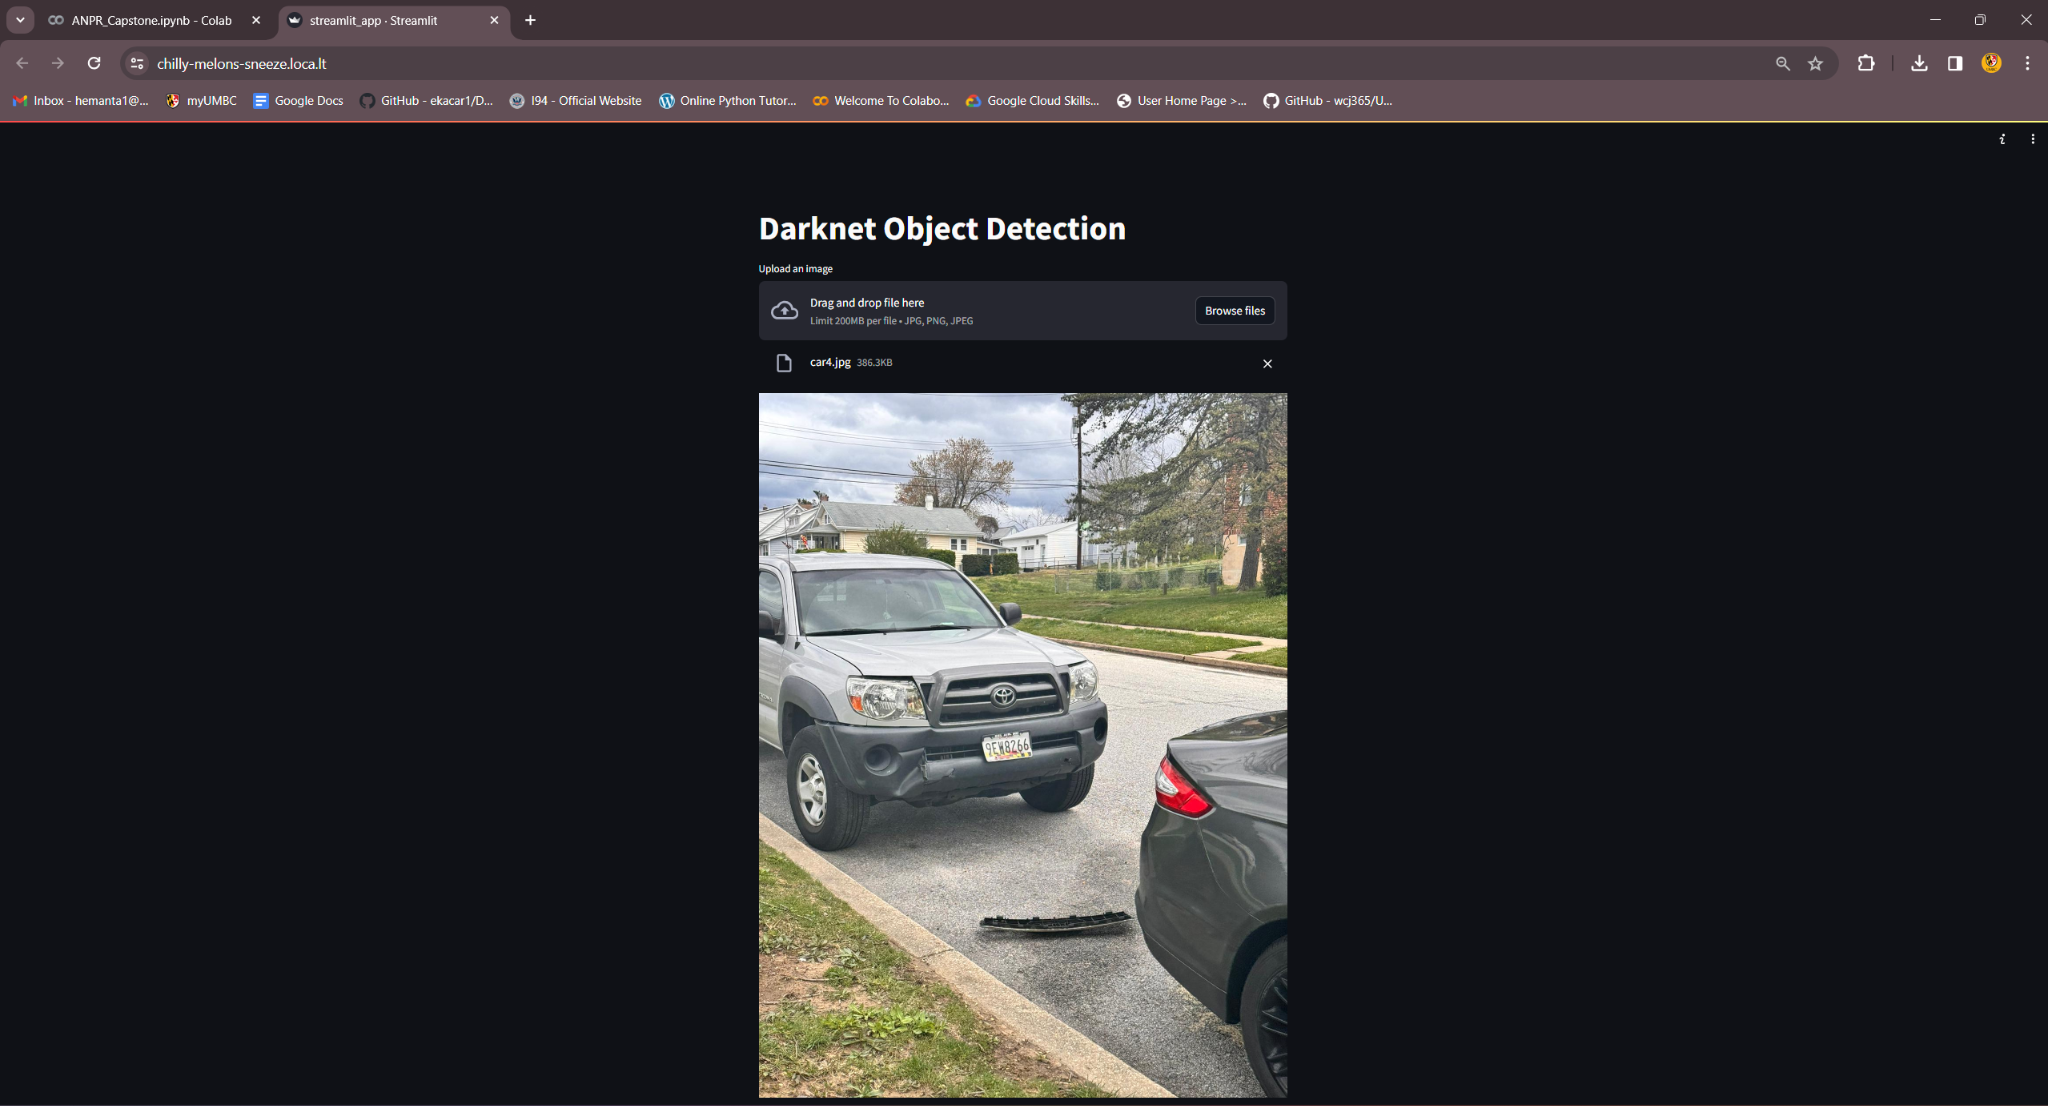 ANPR_Capstone.ipynb - Colab
streamlit_app · Streamlit
chilly-melons-sneeze.loca.lt
Inbox - hemanta1@...
myUMBC
Google Docs
GitHub - ekacar1/D...
I94 - Official Website
Online Python Tutor...
Welcome To Colabo...
Google Cloud Skills...
User Home Page >...
GitHub - wcj365/U...
Darknet Object Detection
Upload an image
Drag and drop file here
Limit 200MB per file • JPG, PNG, JPEG
Browse files
car4.jpg 386.3KB
9EW8266